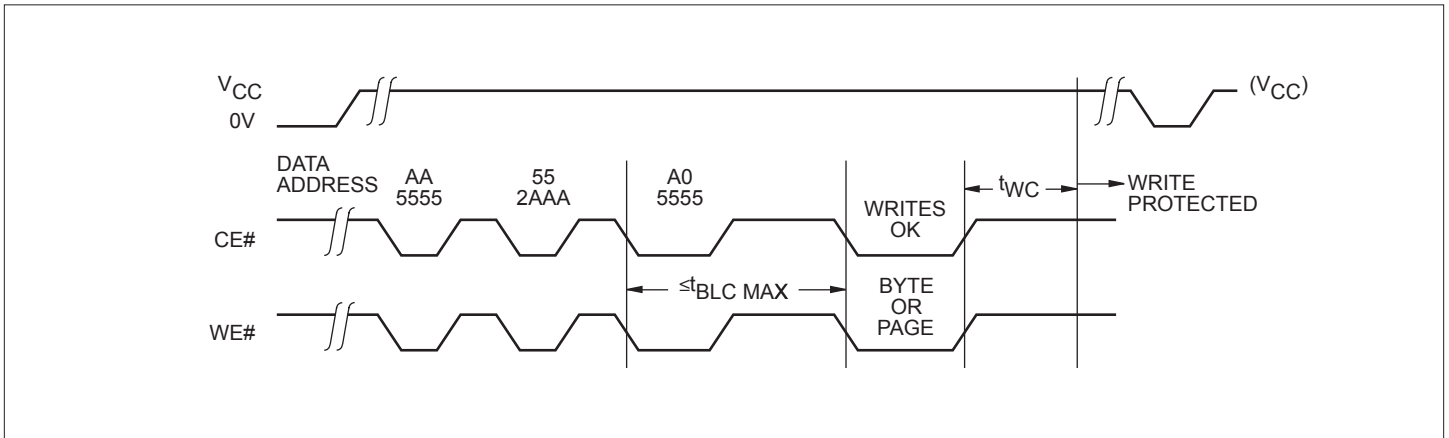 VCC
(VCC)
0V
DATA
ADDRESS
AA
5555
55
2AAA
A0
5555
WRITES
OK
tWC
WRITE
PROTECTED
CE#
≤tBLC MAX
BYTE
OR
PAGE
WE#